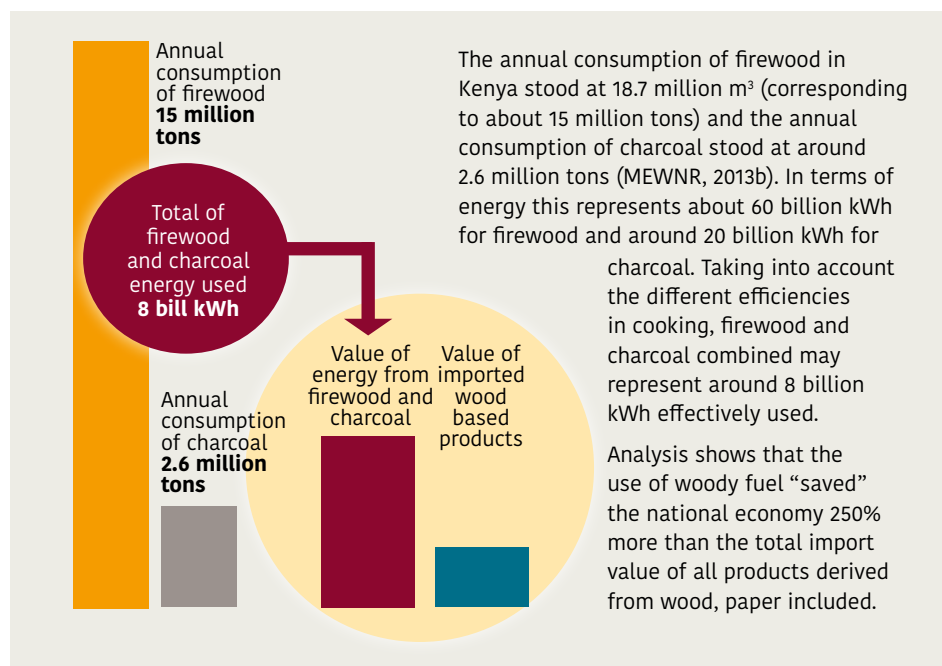 Annual
consumption
of firewood
15 million
tons
Total of
firewood
and charcoal
energy used
8 bill kWh
Annual
consumption
of charcoal
2.6 million
tons
Value of
energy from
firewood and
charcoal
Value of
imported
wood
based
products
The annual consumption of firewood in
Kenya stood at 18.7 million m³ (corresponding
to about 15 million tons) and the annual
consumption of charcoal stood at around
2.6 million tons (MEWNR, 2013b). In terms of
energy this represents about 60 billion kWh
for firewood and around 20 billion kWh for
charcoal. Taking into account
the different efficiencies
in cooking, firewood and
charcoal combined may
represent around 8 billion
kWh effectively used.
Analysis shows that the
use of woody fuel “saved”
the national economy 250%
more than the total import
value of all products derived
from wood, paper included.